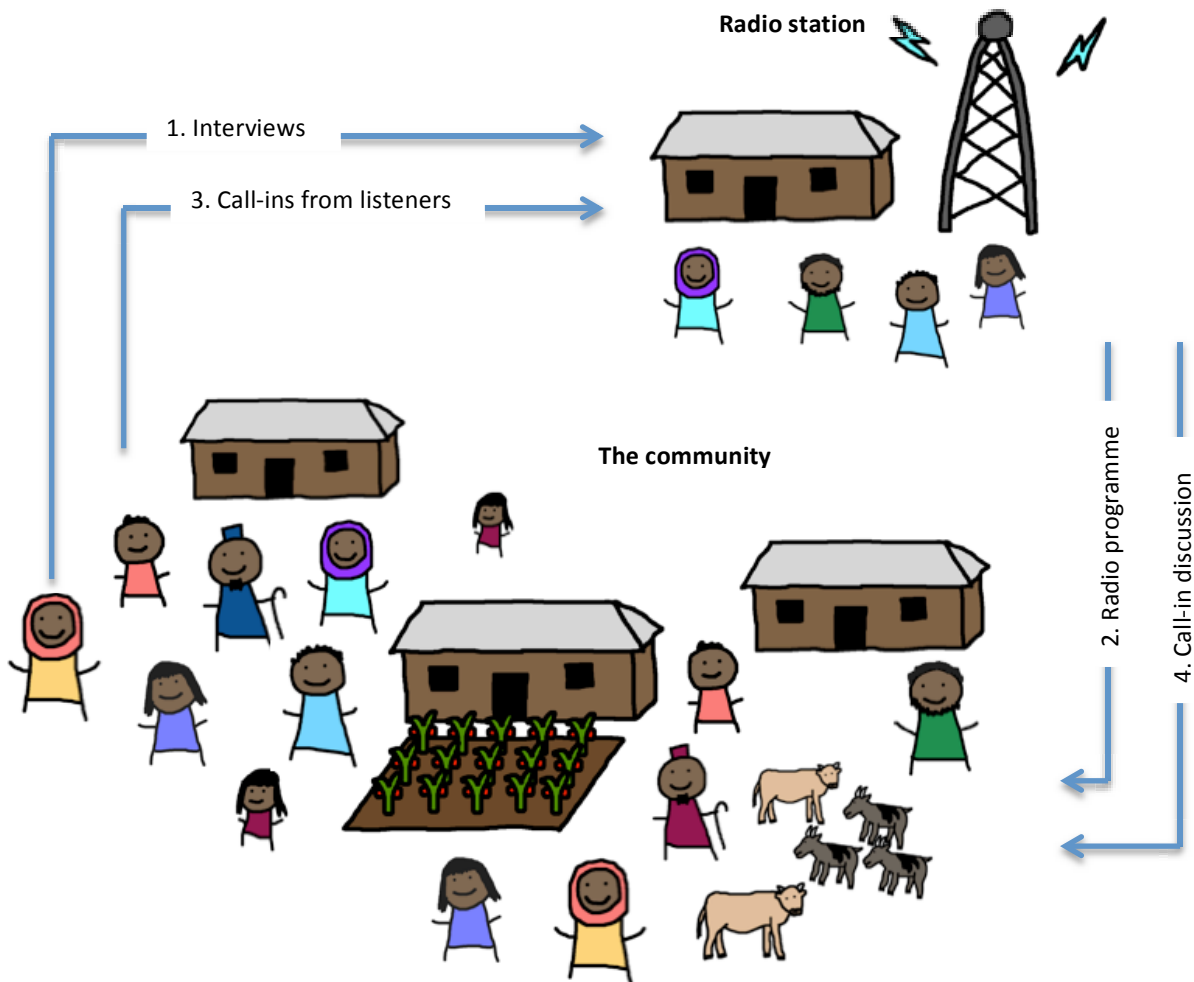 Radio station
1. Interviews
3. Call-ins from listeners
The community
2. Radio programme
4. Call-in discussion